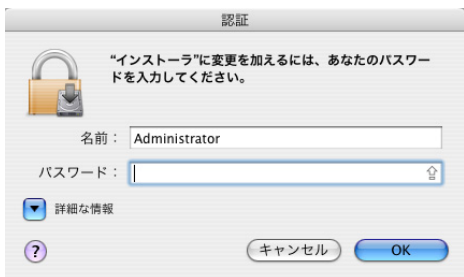 認証
“インストーラ”に変更を加えるには、あなたのパスワー
ドを入力してください。
名前： Administrator
パスワード：
詳細な情報
? キャンセル OK